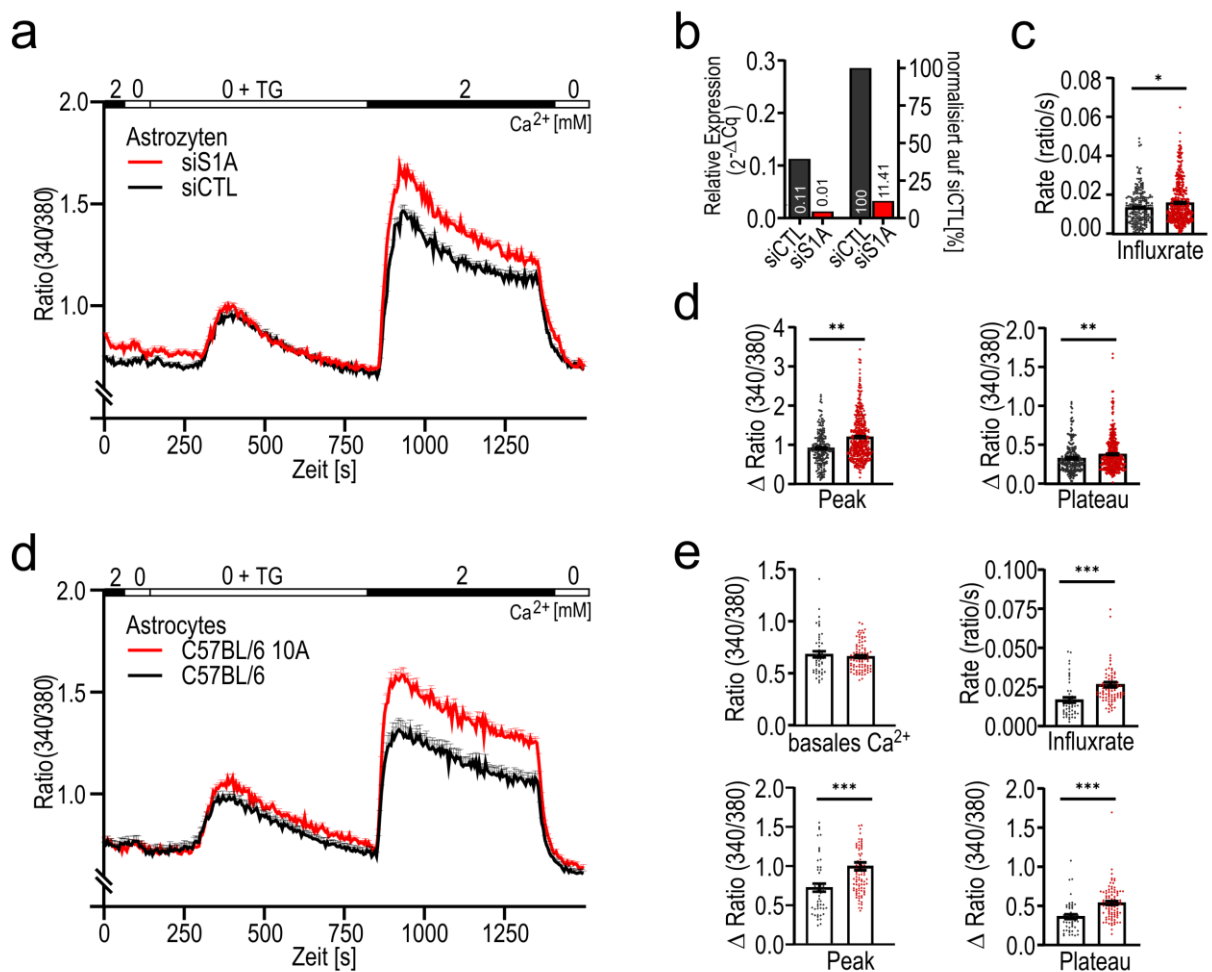 a
2 0 0 + TG 2 0
Ca²⁺ [mM]
Astrozyten
siS1A
siCTL
Ratio (340/380)
2.0
1.5
1.0
0 250 500 750 1000 1250
Zeit [s]
b
Relative Expression
(2-ΔCq)
0.3
0.2
0.1
0.0
0.11
0.01
100
11.41
100
75
50
25
0
normalisiert auf siCTL[%]
siCTL
siS1A
siCTL
siS1A
c
Rate (ratio/s)
0.08
0.06
0.04
0.02
0.00
*
Influxrate
d
Δ Ratio (340/380)
4
3
2
1
0
**
Peak
Δ Ratio (340/380)
2.0
1.5
1.0
0.5
0.0
**
Plateau
d
2 0 0 + TG 2 0
Ca²⁺ [mM]
Astrocytes
C57BL/6 10A
C57BL/6
Ratio (340/380)
2.0
1.5
1.0
0 250 500 750 1000 1250
Zeit [s]
e
Ratio (340/380)
1.5
1.0
0.5
0.0
basales Ca²⁺
Rate (ratio/s)
0.100
0.075
0.050
0.025
0.000
***
Influxrate
Δ Ratio (340/380)
2.0
1.5
1.0
0.5
0.0
***
Peak
Δ Ratio (340/380)
2.0
1.5
1.0
0.5
0.0
***
Plateau